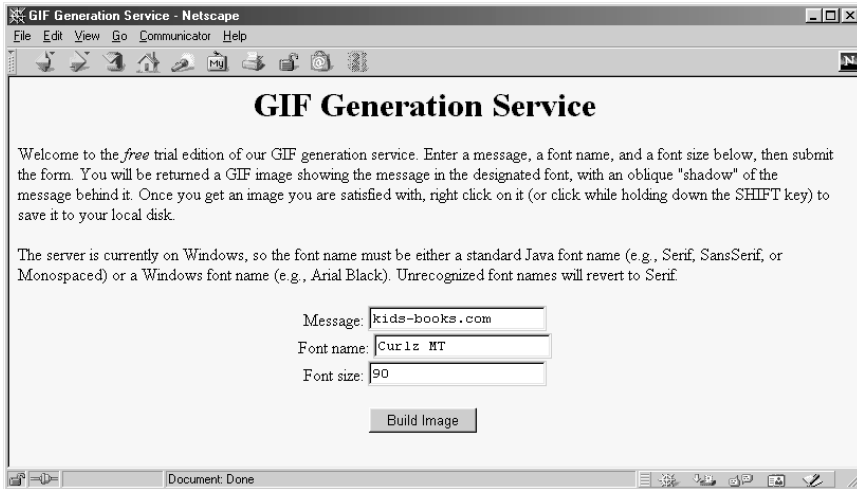 GIF Generation Service - Netscape
File Edit View Go Communicator Help
My
N
GIF Generation Service
Welcome to the free trial edition of our GIF generation service. Enter a message, a font name, and a font size below, then submit
the form. You will be returned a GIF image showing the message in the designated font, with an oblique "shadow" of the
message behind it. Once you get an image you are satisfied with, right click on it (or click while holding down the SHIFT key) to
save it to your local disk.
The server is currently on Windows, so the font name must be either a standard Java font name (e.g., Serif, SansSerif, or
Monospaced) or a Windows font name (e.g., Arial Black). Unrecognized font names will revert to Serif.
Message: kids-books.com
Font name: Curlz MT
Font size: 90
Build Image
Document: Done